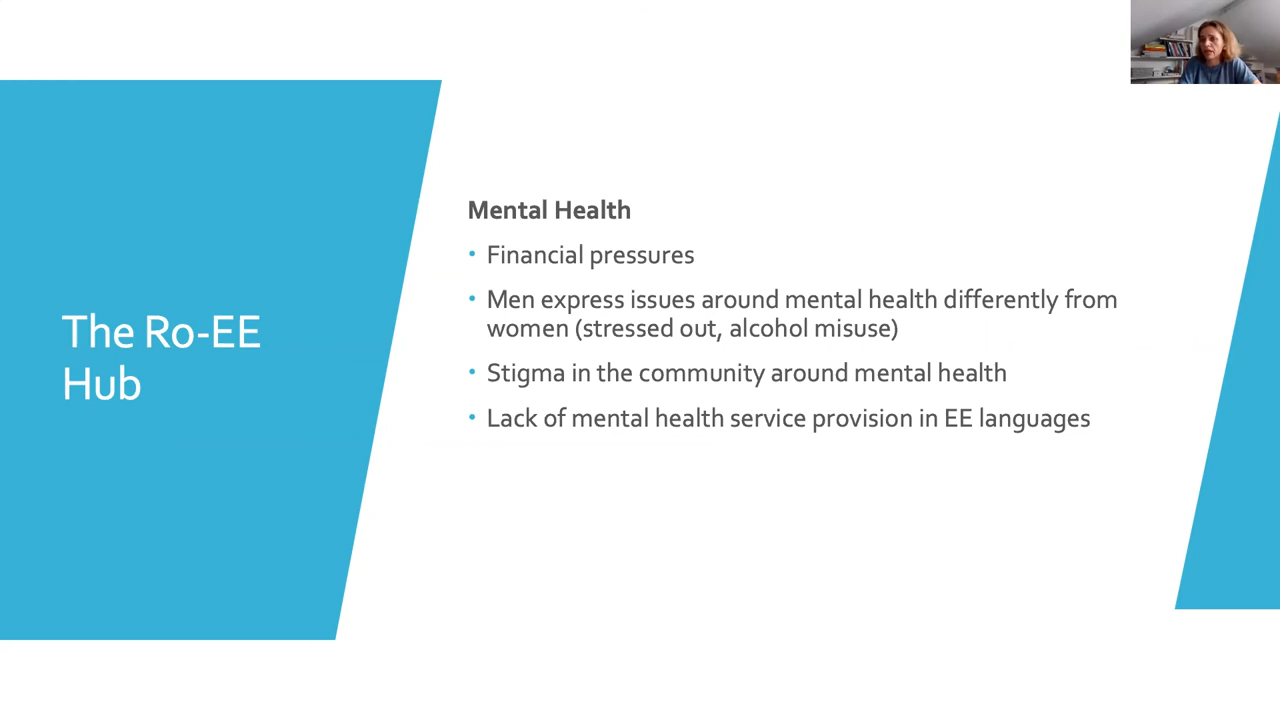 The Ro-EE
Hub
Mental Health
• Financial pressures
• Men express issues around mental health differently from
women (stressed out, alcohol misuse)
• Stigma in the community around mental health
• Lack of mental health service provision in EE languages